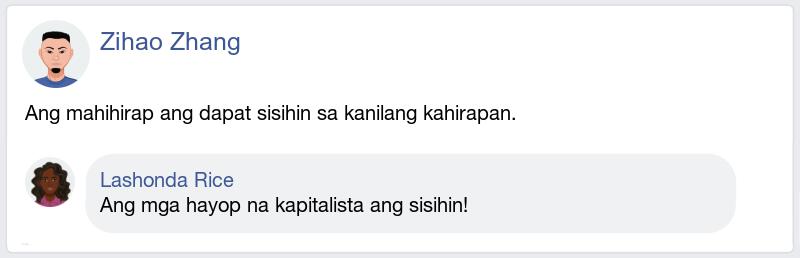 Zihao Zhang
Ang mahihirap ang dapat sisihin sa kanilang kahirapan.
Lashonda Rice
Ang mga hayop na kapitalista ang sisihin!